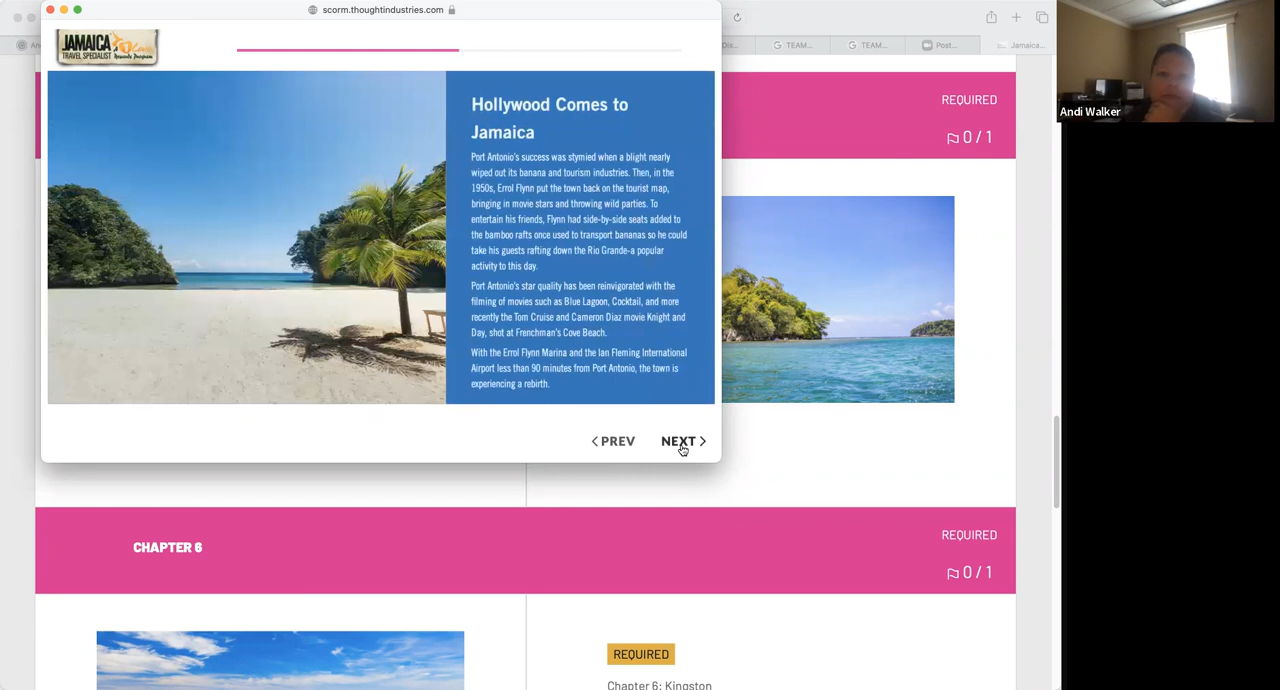 scorm.thoughtindustries.com
JAMAICA
TRAVEL SPECIALIST
Rewards Program
Hollywood Comes to
Jamaica
Port Antonio's success was stymied when a blight nearly
wiped out its banana and tourism industries. Then, in the
1950s, Errol Flynn put the town back on the tourist map,
bringing in movie stars and throwing wild parties. To
entertain his friends, Flynn had side-by-side seats added to
the bamboo rafts once used to transport bananas so he could
take his guests rafting down the Rio Grande-a popular
activity to this day.
Port Antonio's star quality has been reinvigorated with the
filming of movies such as Blue Lagoon, Cocktail, and more
recently the Tom Cruise and Cameron Diaz movie Knight and
Day, shot at Frenchman's Cove Beach.
With the Errol Flynn Marina and the Ian Fleming International
Airport less than 90 minutes from Port Antonio, the town is
experiencing a rebirth.
PREV
NEXT
TEAM...
TEAM...
Post...
Jamaica...
REQUIRED
0 / 1
Andi Walker
CHAPTER 6
REQUIRED
0 / 1
REQUIRED
Chapter 6: Kingston